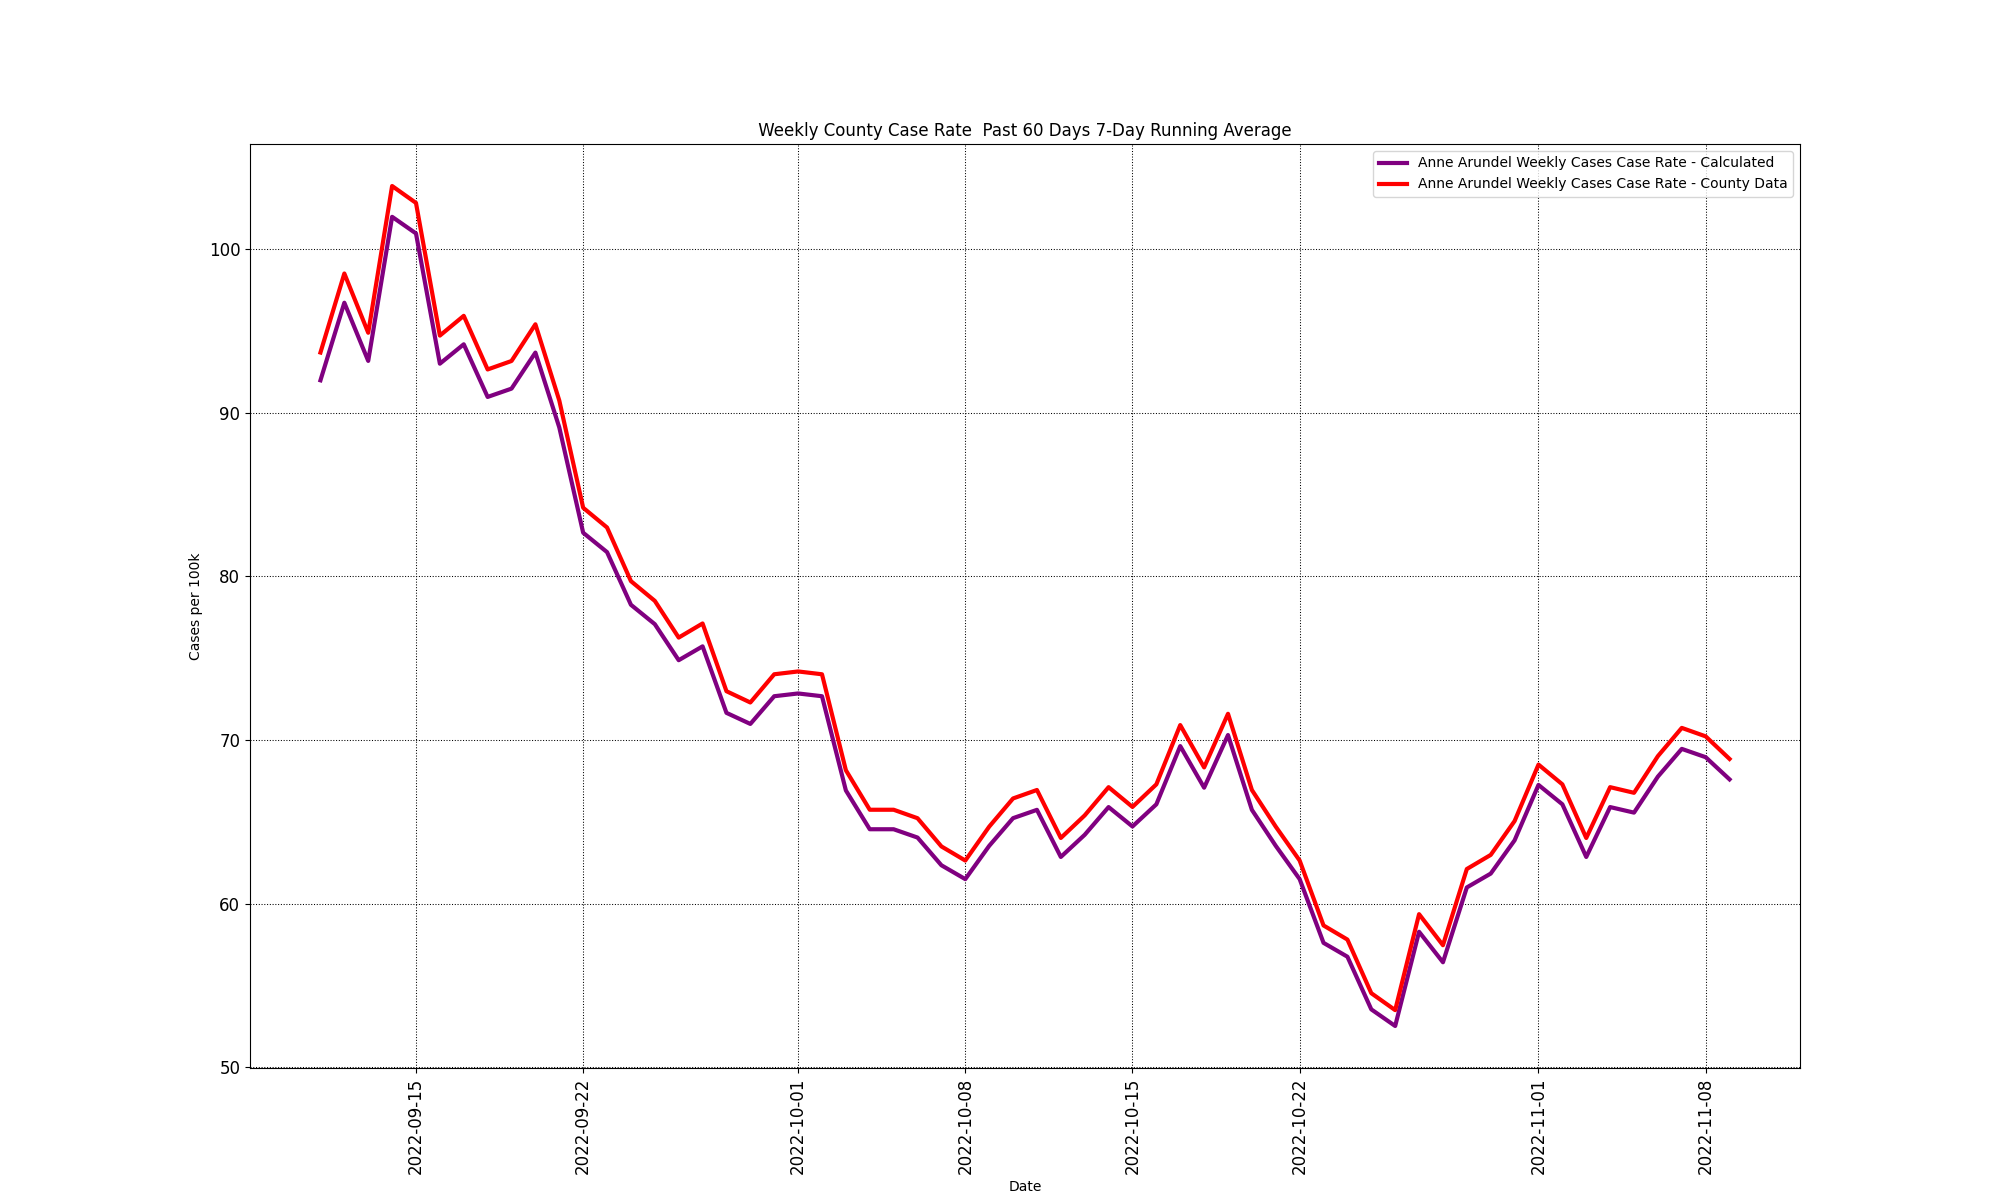 Weekly County Case Rate  Past 60 Days 7-Day Running Average
Anne Arundel Weekly Cases Case Rate - Calculated
Anne Arundel Weekly Cases Case Rate - County Data
Cases per 100k
100
90
80
70
60
50
2022-09-15
2022-09-22
2022-10-01
2022-10-08
2022-10-15
2022-10-22
2022-11-01
2022-11-08
Date